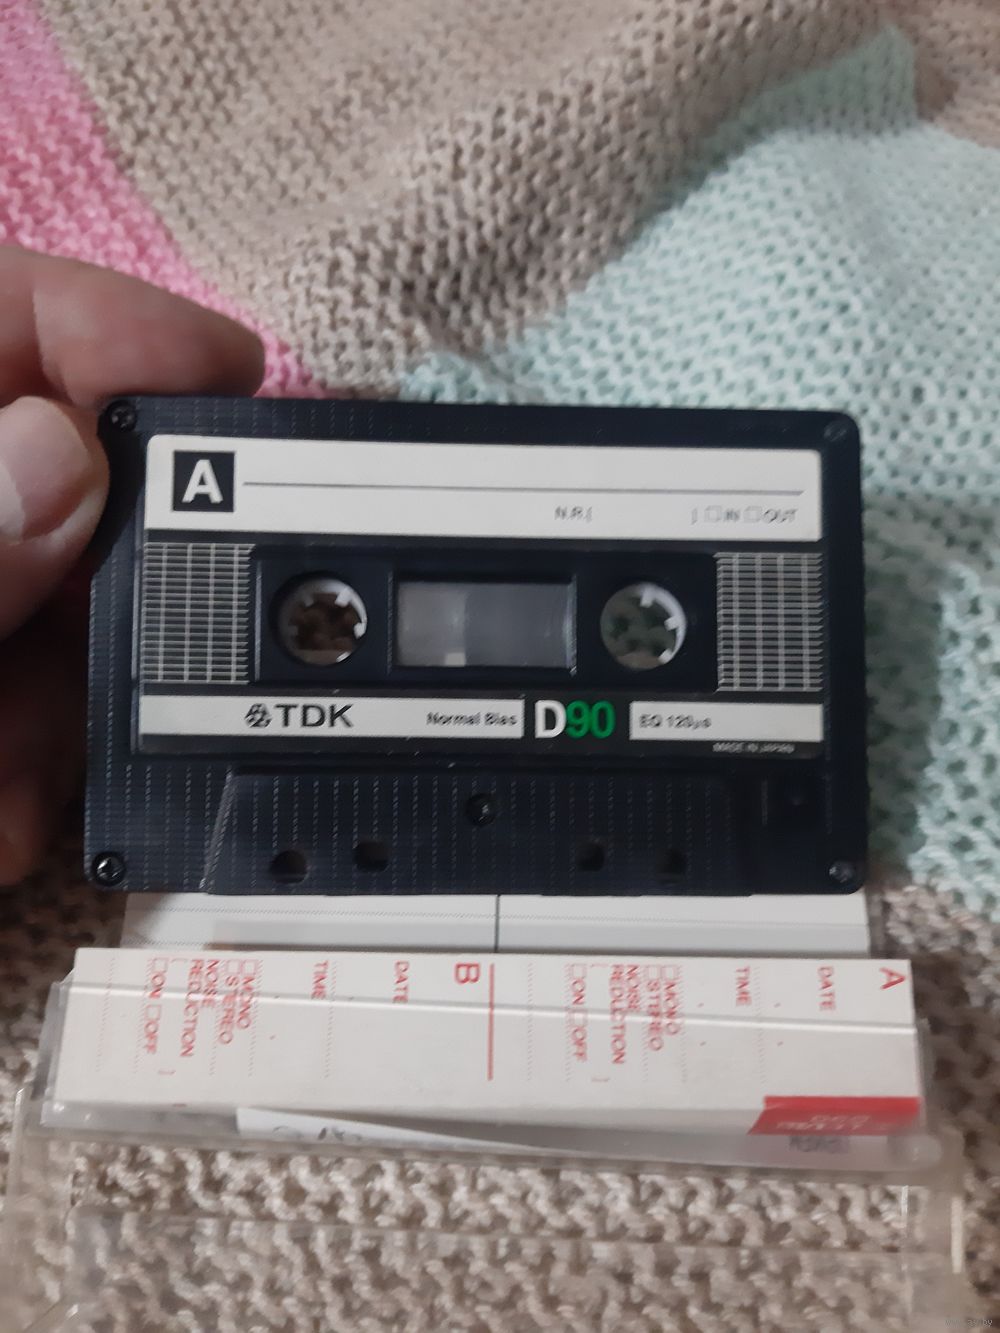 A
N.R.[ ] □IN □OUT
TDK
Normal Bias
D90
EQ 120μs
MADE IN JAPAN
A
DATE
TIME
□MONO
□STEREO
NOISE
REDUCTION
[□ON □OFF]
B
DATE
TIME
□MONO
□STEREO
NOISE
REDUCTION
[□ON □OFF]